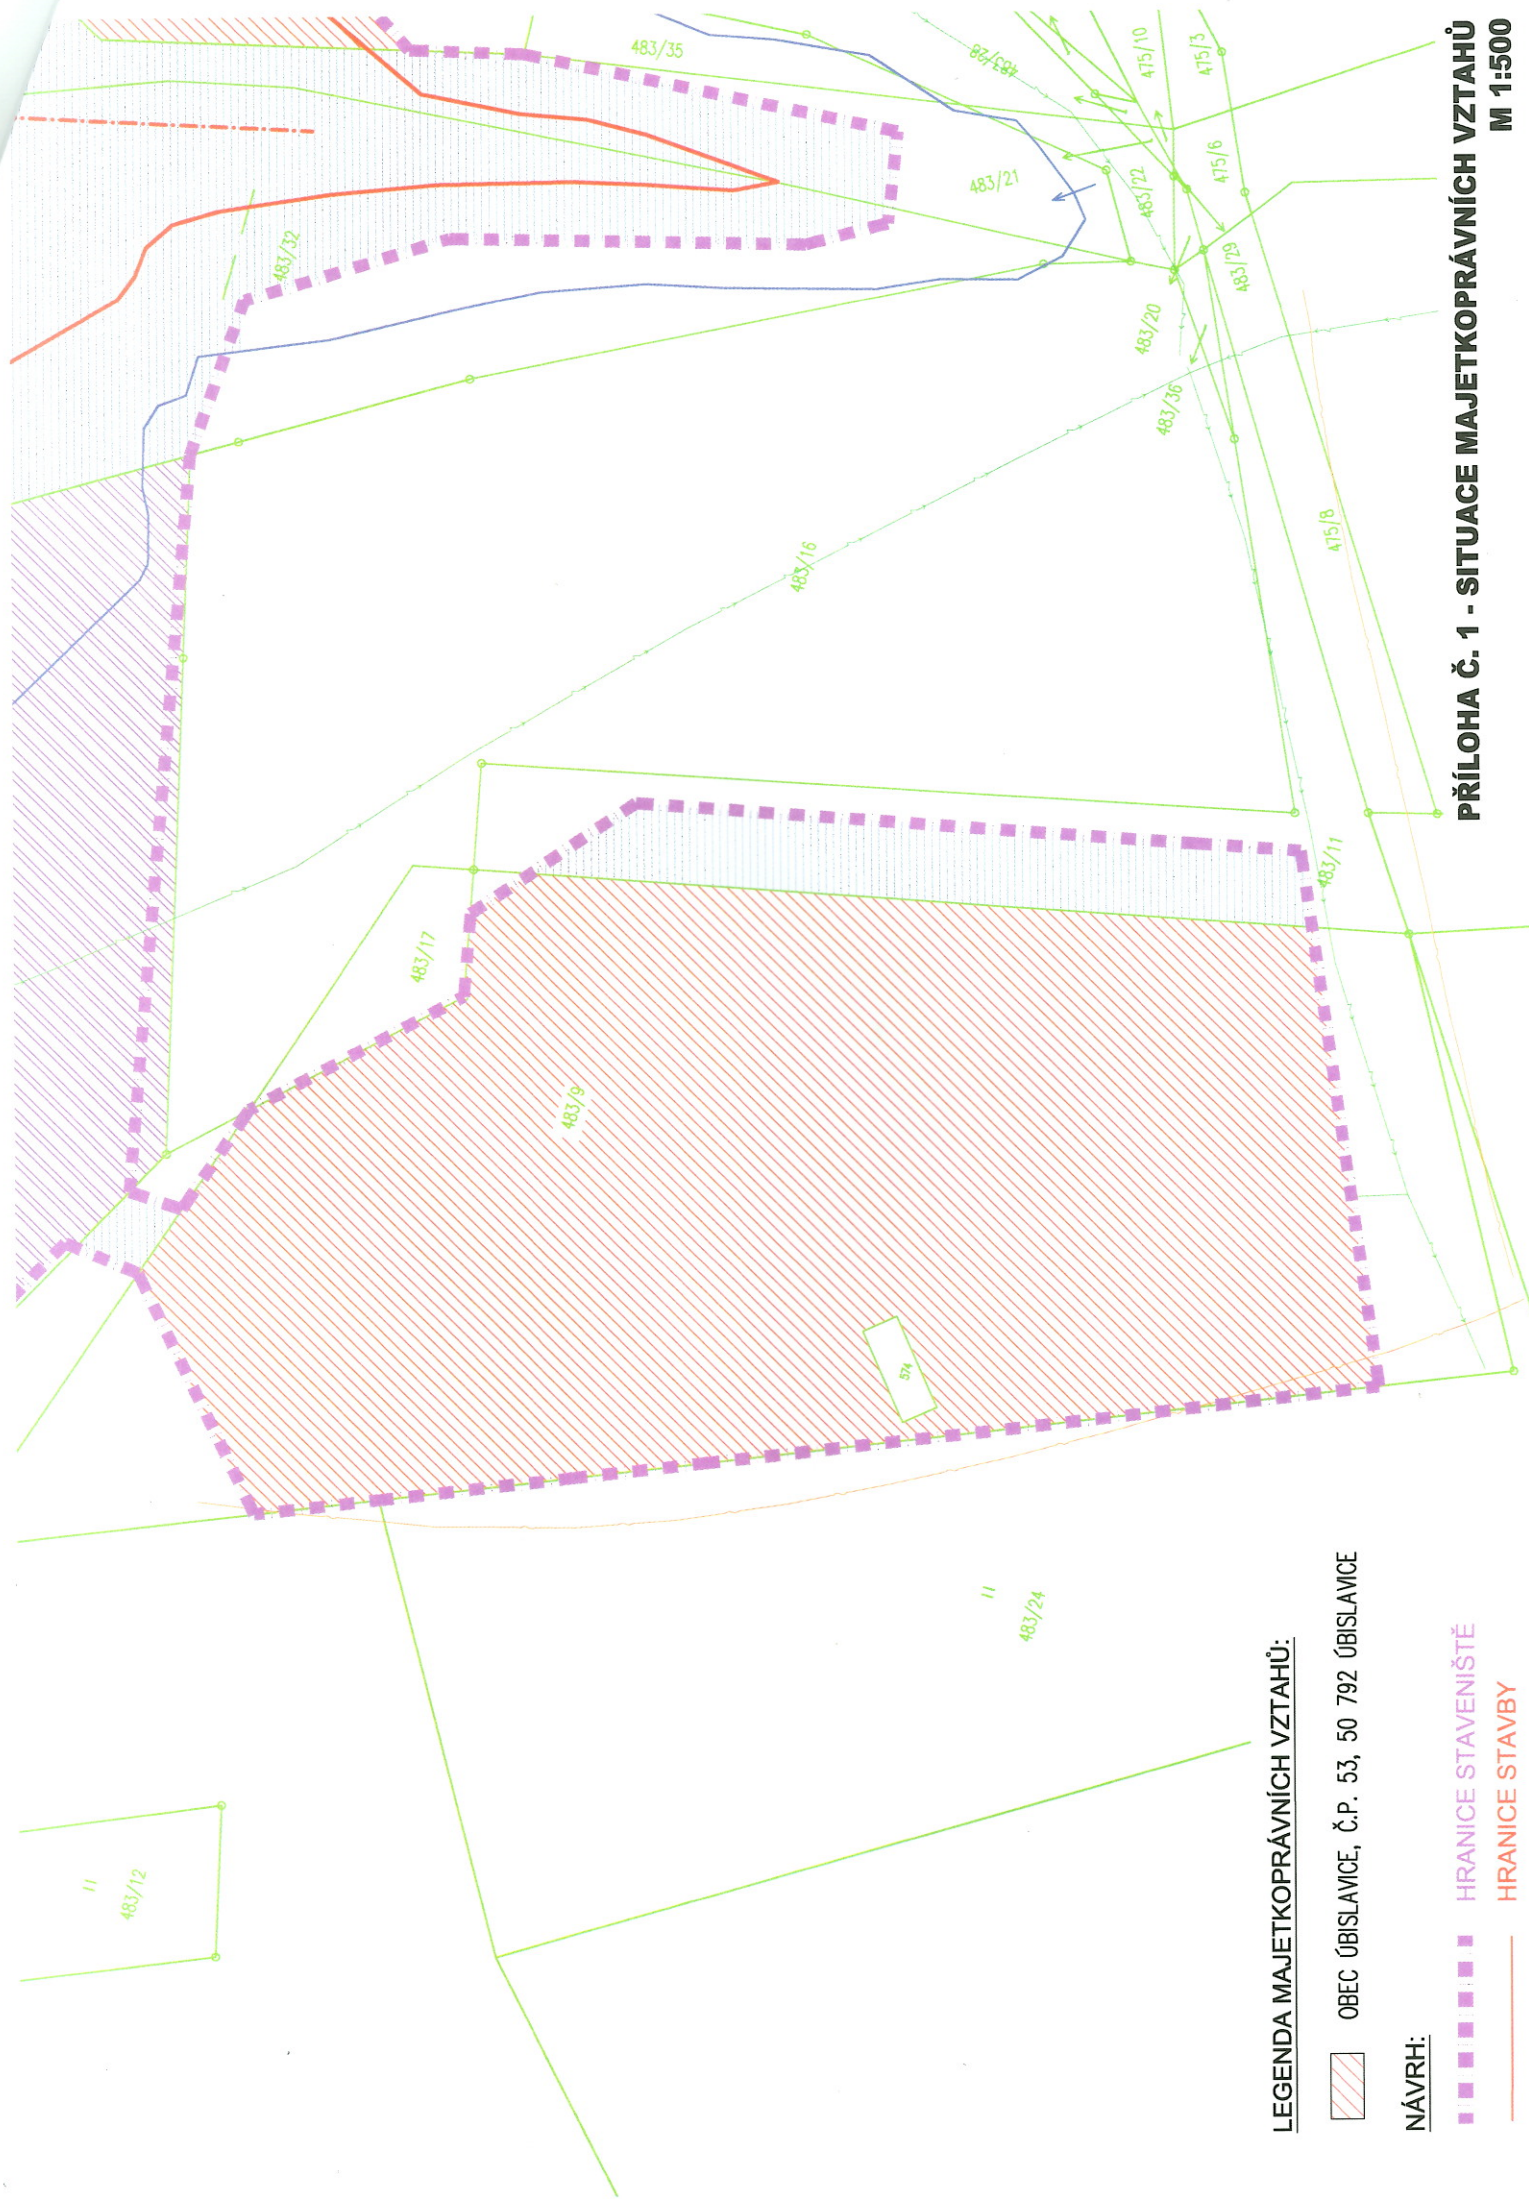 483/35
483/28
475/10
475/3
483/32
483/21
483/22
475/6
483/29
483/20
483/36
483/16
475/8
483/17
483/11
483/9
574
II
483/24
II
483/12
LEGENDA MAJETKOPRÁVNÍCH VZTAHŮ:
OBEC ÚBISLAVICE, Č.P. 53, 50 792 ÚBISLAVICE
NÁVRH:
HRANICE STAVENIŠTĚ
HRANICE STAVBY
PŘÍLOHA Č. 1 - SITUACE MAJETKOPRÁVNÍCH VZTAHŮ
M 1:500